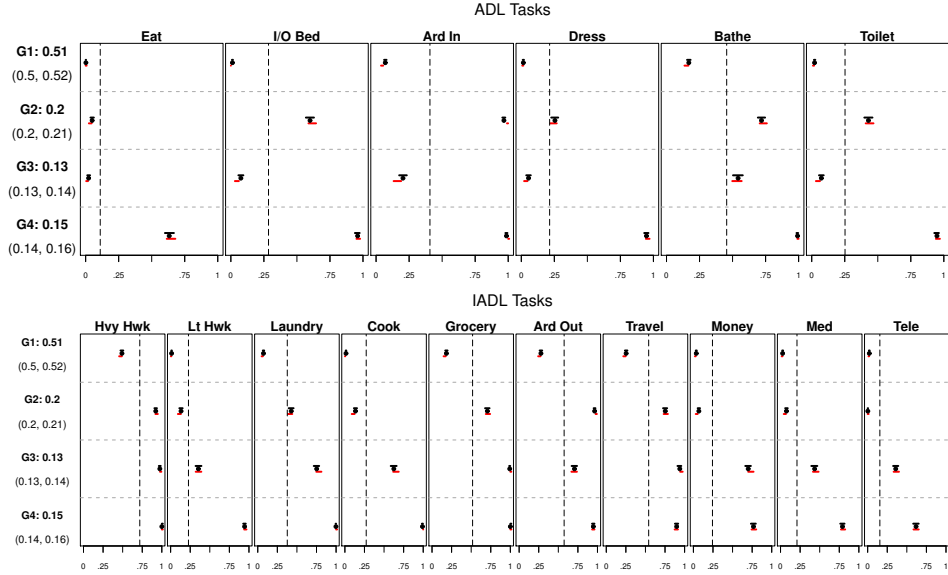 ADL Tasks
Eat I/O Bed Ard In Dress Bathe Toilet
G1: 0.51
(0.5, 0.52)
G2: 0.2
(0.2, 0.21)
G3: 0.13
(0.13, 0.14)
G4: 0.15
(0.14, 0.16)
0 .25 .75 1 0 .25 .75 1 0 .25 .75 1 0 .25 .75 1 0 .25 .75 1 0 .25 .75 1
IADL Tasks
Hvy Hwk Lt Hwk Laundry Cook Grocery Ard Out Travel Money Med Tele
G1: 0.51
(0.5, 0.52)
G2: 0.2
(0.2, 0.21)
G3: 0.13
(0.13, 0.14)
G4: 0.15
(0.14, 0.16)
0 .25 .75 1 0 .25 .75 1 0 .25 .75 1 0 .25 .75 1 0 .25 .75 1 0 .25 .75 1 0 .25 .75 1 0 .25 .75 1 0 .25 .75 1 0 .25 .75 1